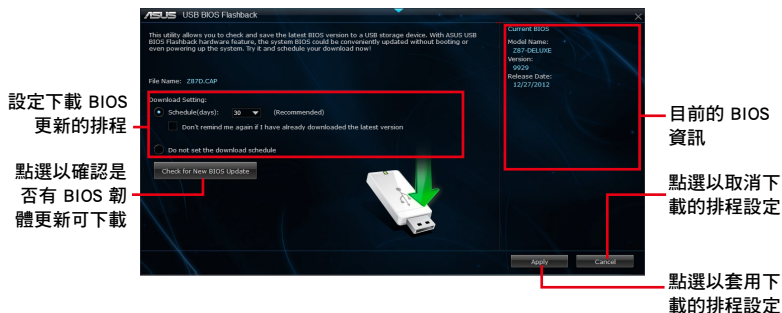 ASUS USB BIOS Flashback
This utility allows you to check and save the latest BIOS version to a USB storage device. With ASUS USB
BIOS Flashback hardware feature, the system BIOS could be conveniently updated without booting or
even powering up the system. Try it and schedule your download now!
File Name: Z87D.CAP
Download Setting:
Schedule(days): 30 (Recommended)
Don't remind me again if I have already downloaded the latest version
Do not set the download schedule
Check for New BIOS Update
Current BIOS
Model Name:
Z87-DELUXE
Version:
9929
Release Date:
12/27/2012
Apply
Cancel
設定下載 BIOS
更新的排程
點選以確認是
否有 BIOS 韌
體更新可下載
目前的 BIOS
資訊
點選以取消下
載的排程設定
點選以套用下
載的排程設定